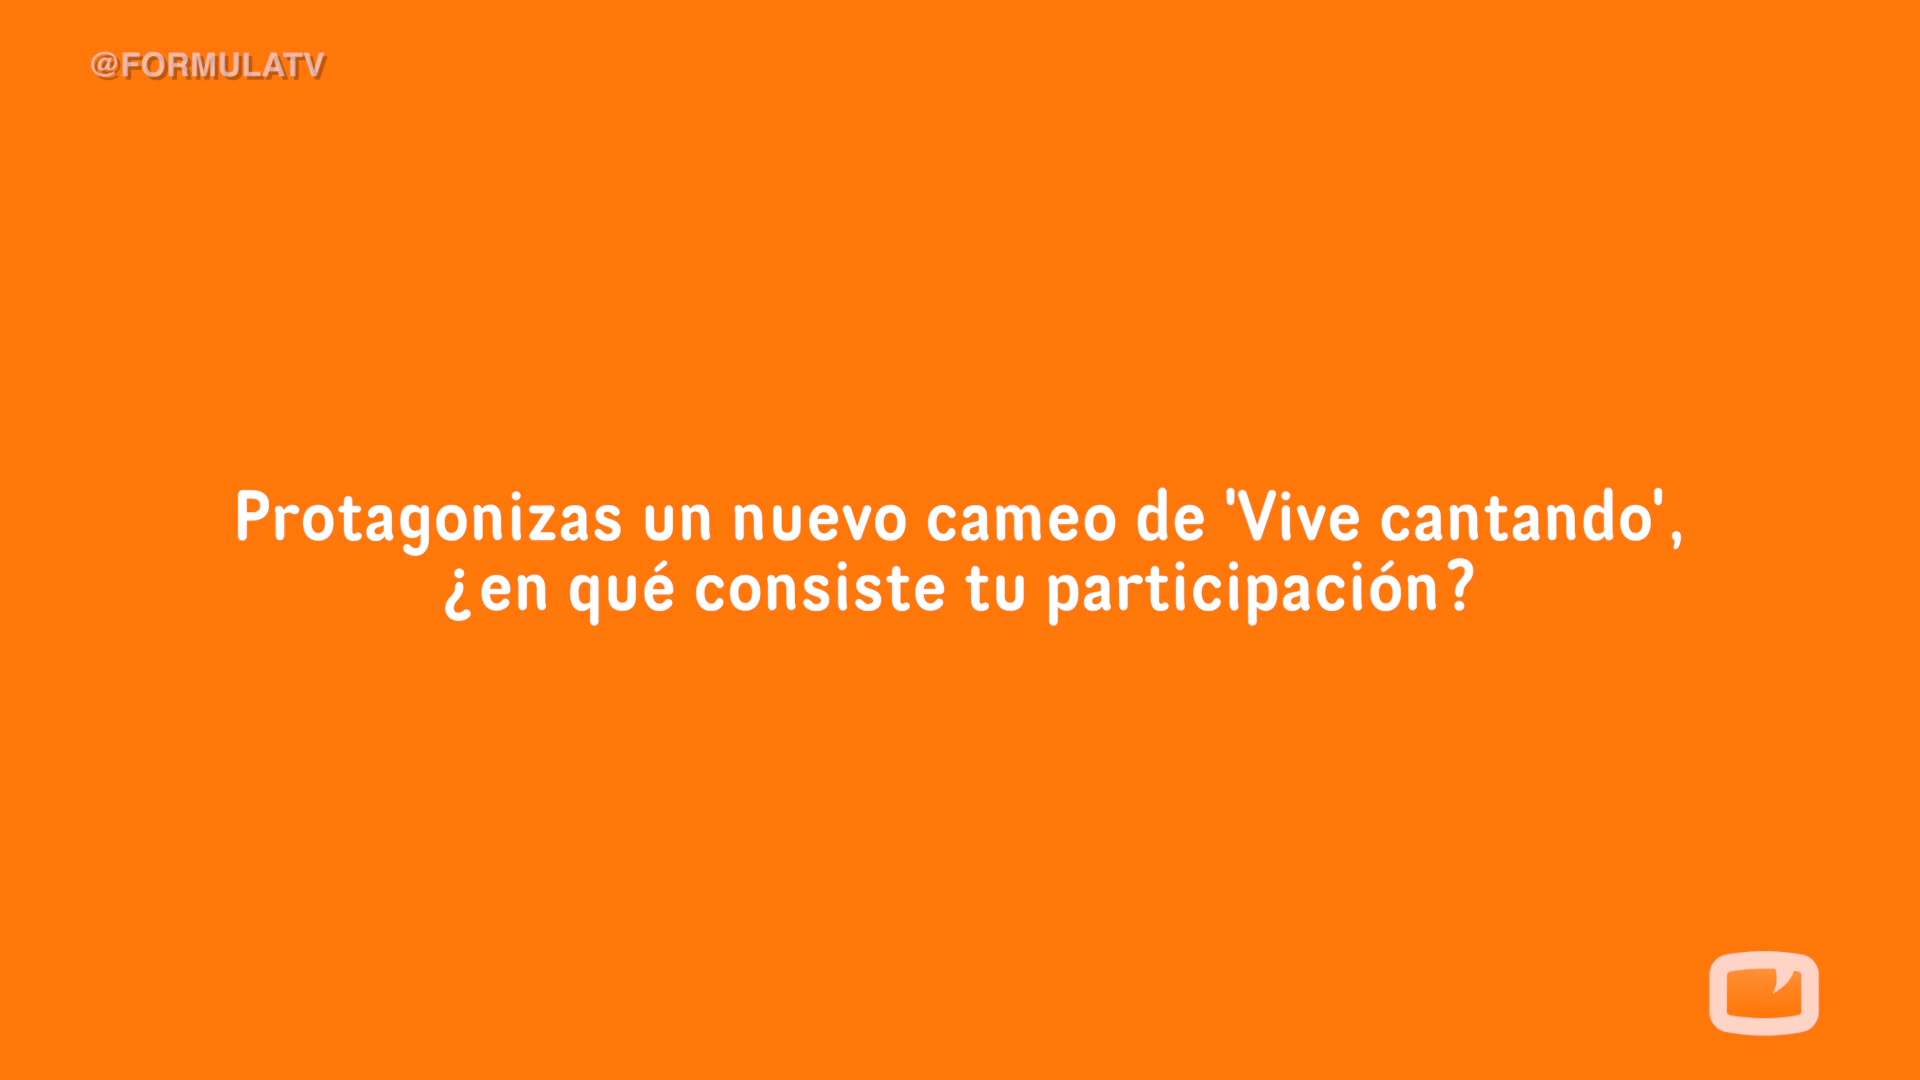 @FORMULATV
Protagonizas un nuevo cameo de 'Vive cantando',
¿en qué consiste tu participación?